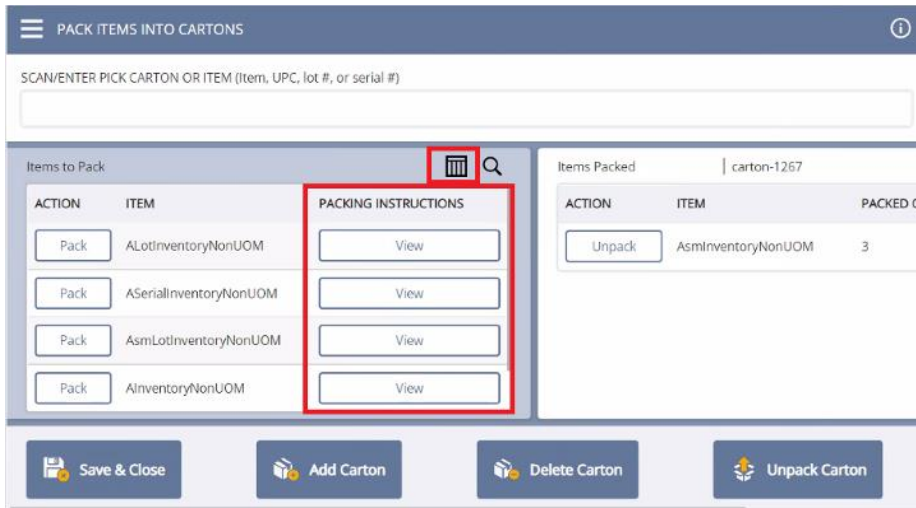 PACK ITEMS INTO CARTONS
SCAN/ENTER PICK CARTON OR ITEM (Item, UPC, lot #, or serial #)
Items to Pack
ACTION ITEM PACKING INSTRUCTIONS
Pack ALotInventoryNonUOM View
Pack ASerialInventoryNonUOM View
Pack AsmLotInventoryNonUOM View
Pack AInventoryNonUOM View
Items Packed carton-1267
ACTION ITEM PACKED
Unpack AsmInventoryNonUOM 3
Save & Close Add Carton Delete Carton Unpack Carton